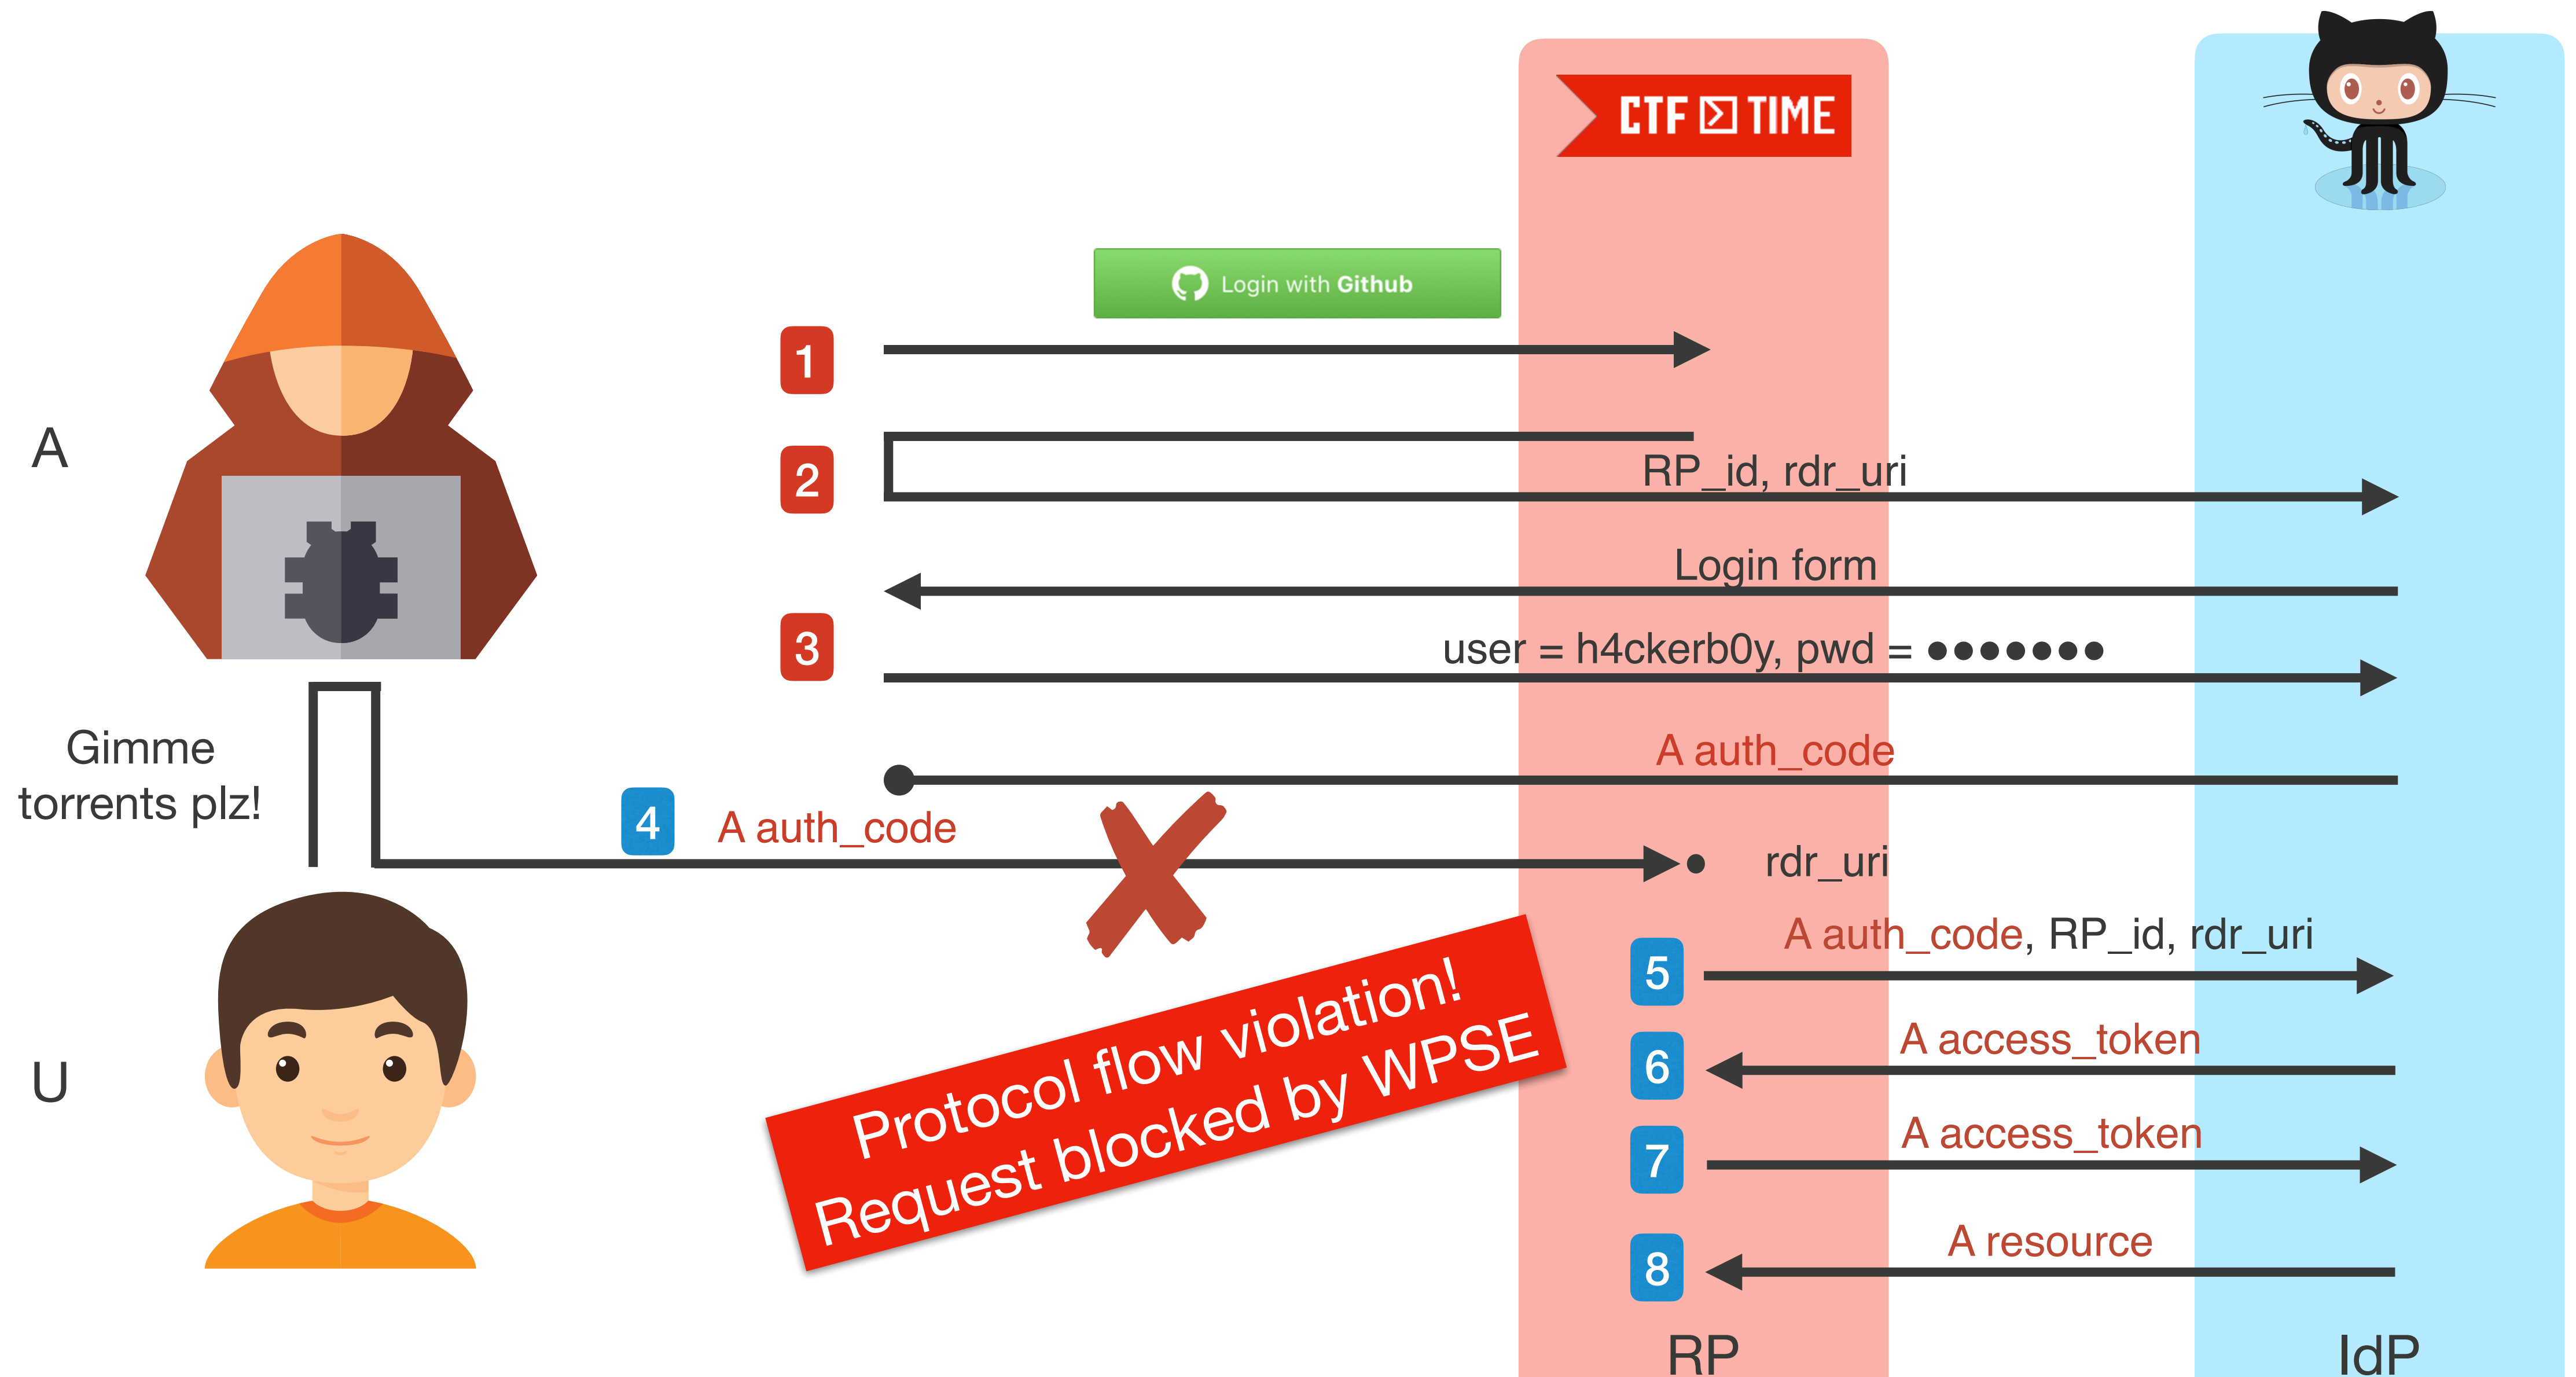 CTF TIME
Login with Github
1
A
2
RP_id, rdr_uri
Login form
3
user = h4ckerb0y, pwd = ●●●●●●●
Gimme
torrents plz!
A auth_code
4
A auth_code
rdr_uri
Protocol flow violation!
Request blocked by WPSE
5
A auth_code, RP_id, rdr_uri
6
A access_token
U
7
A access_token
8
A resource
RP
IdP